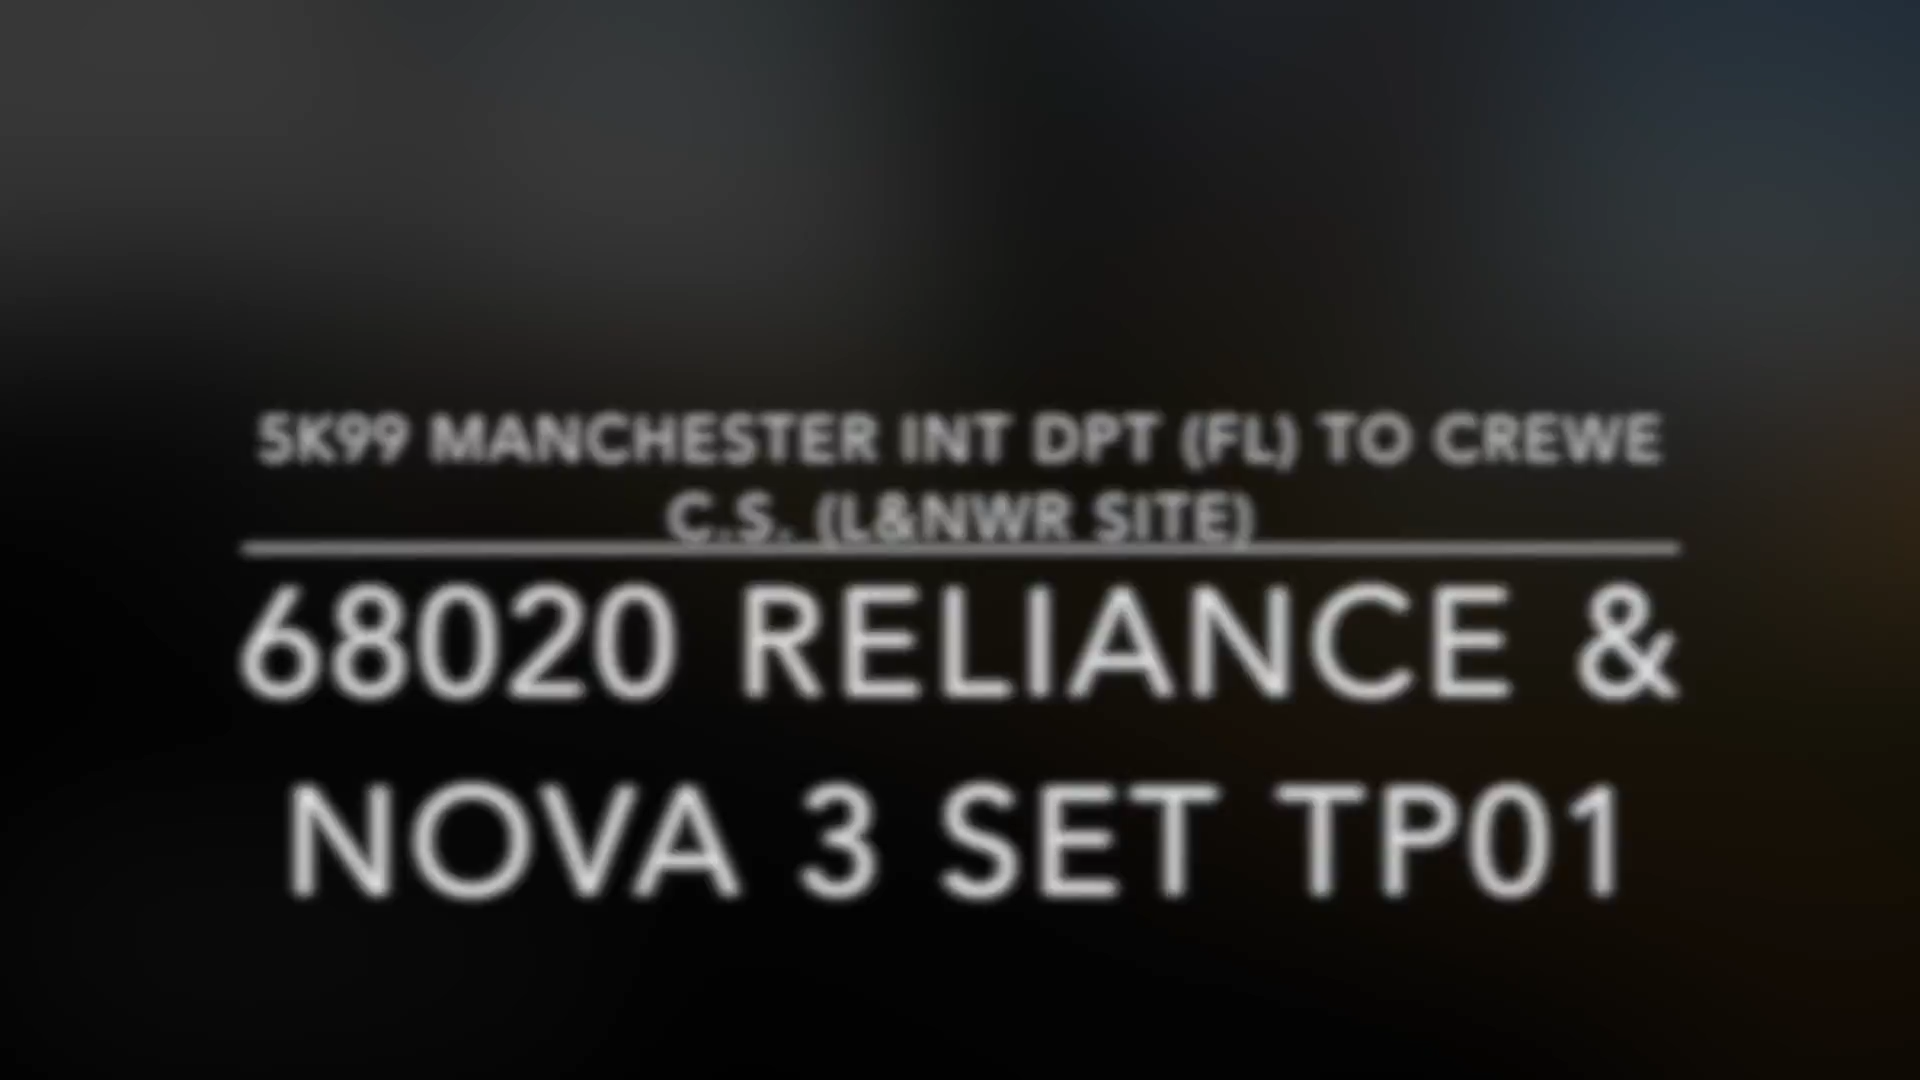 5K99 MANCHESTER INT DPT (FL) TO CREWE
C.S. (L&NWR SITE)
68020 RELIANCE &
NOVA 3 SET TP01